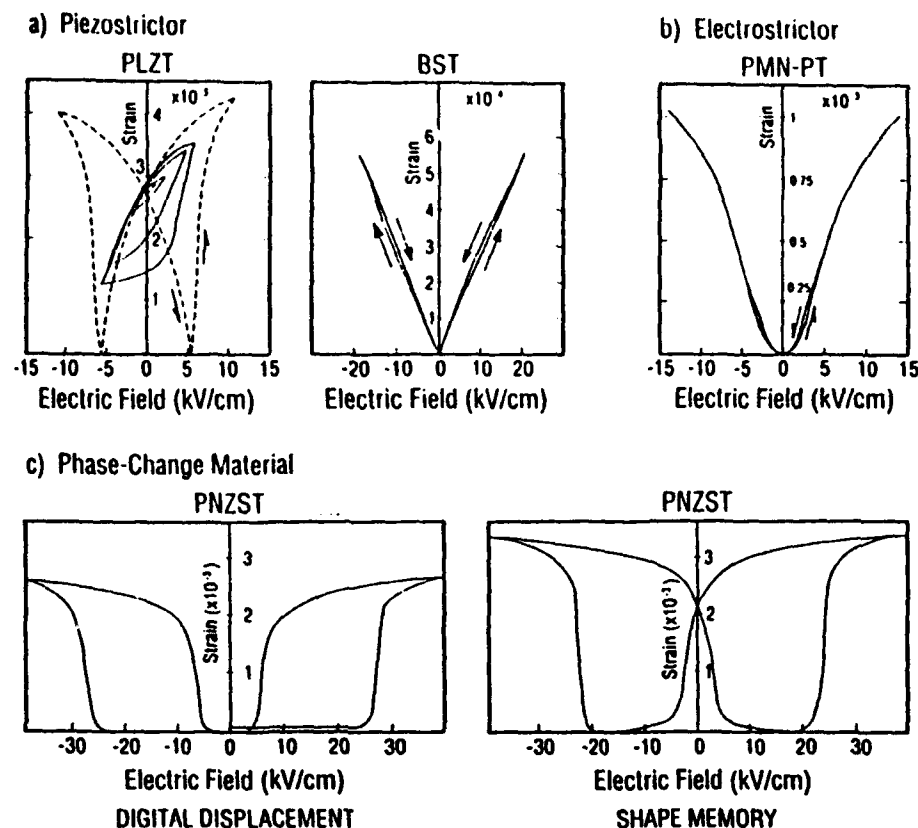 a) Piezostrictor
PLZT
x10⁻³
Strain
4
3
2
1
-15 -10 -5 0 5 10 15
Electric Field (kV/cm)
BST
x10⁻⁴
Strain
6
5
4
3
2
1
-20 -10 0 10 20
Electric Field (kV/cm)
b) Electrostrictor
PMN-PT
x10⁻³
Strain
1
0.75
0.5
0.25
-15 -10 -5 0 5 10 15
Electric Field (kV/cm)
c) Phase-Change Material
PNZST
Strain (x10⁻³)
3
2
1
-30 -20 -10 0 10 20 30
Electric Field (kV/cm)
DIGITAL DISPLACEMENT
PNZST
Strain (x10⁻³)
3
2
1
-30 -20 -10 0 10 20 30
Electric Field (kV/cm)
SHAPE MEMORY